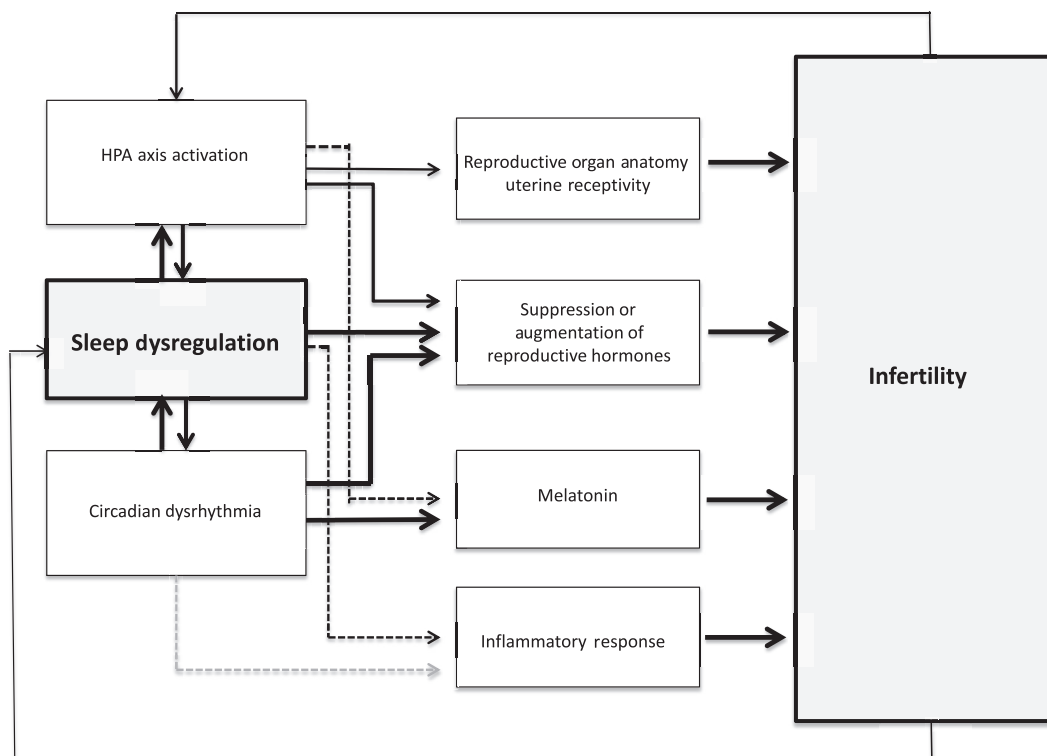 HPA axis activation
Reproductive organ anatomy
uterine receptivity
Sleep dysregulation
Suppression or
augmentation of
reproductive hormones
Infertility
Circadian dysrhythmia
Melatonin
Inflammatory response